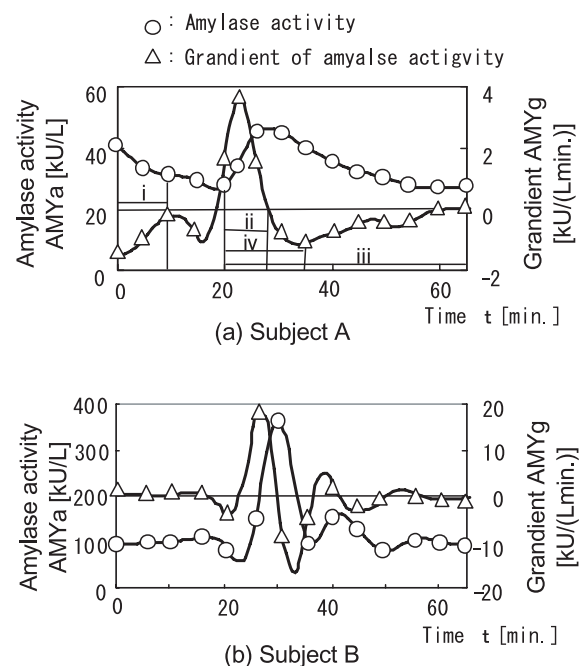 ○ : Amylase activity
△ : Grandient of amyalse actigvity
Amylase activity
AMYa [kU/L]
60
40
20
0
i
ii
iv
iii
4
2
0
-2
Grandient AMYg
[kU/(Lmin.)]
0
20
40
60
Time t [min.]
(a) Subject A
Amylase activity
AMYa [kU/L]
400
300
200
100
0
20
10
0
-10
-20
Grandient AMYg
[kU/(Lmin.)]
0
20
40
60
Time t [min.]
(b) Subject B